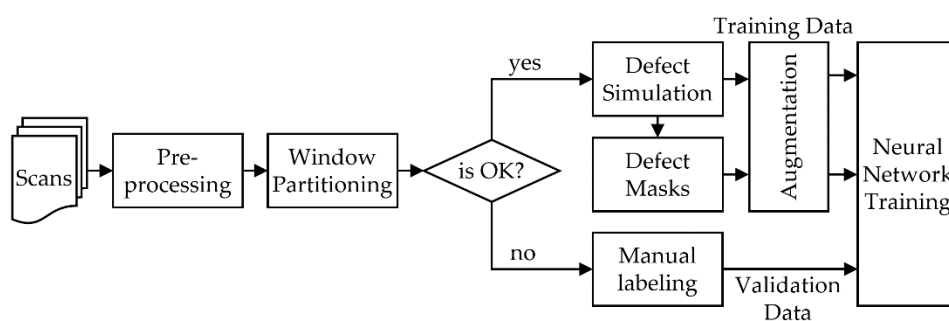 Scans
Pre-
processing
Window
Partitioning
is OK?
yes
no
Defect
Simulation
Defect
Masks
Manual
labeling
Training Data
Augmentation
Validation
Data
Neural
Network
Training